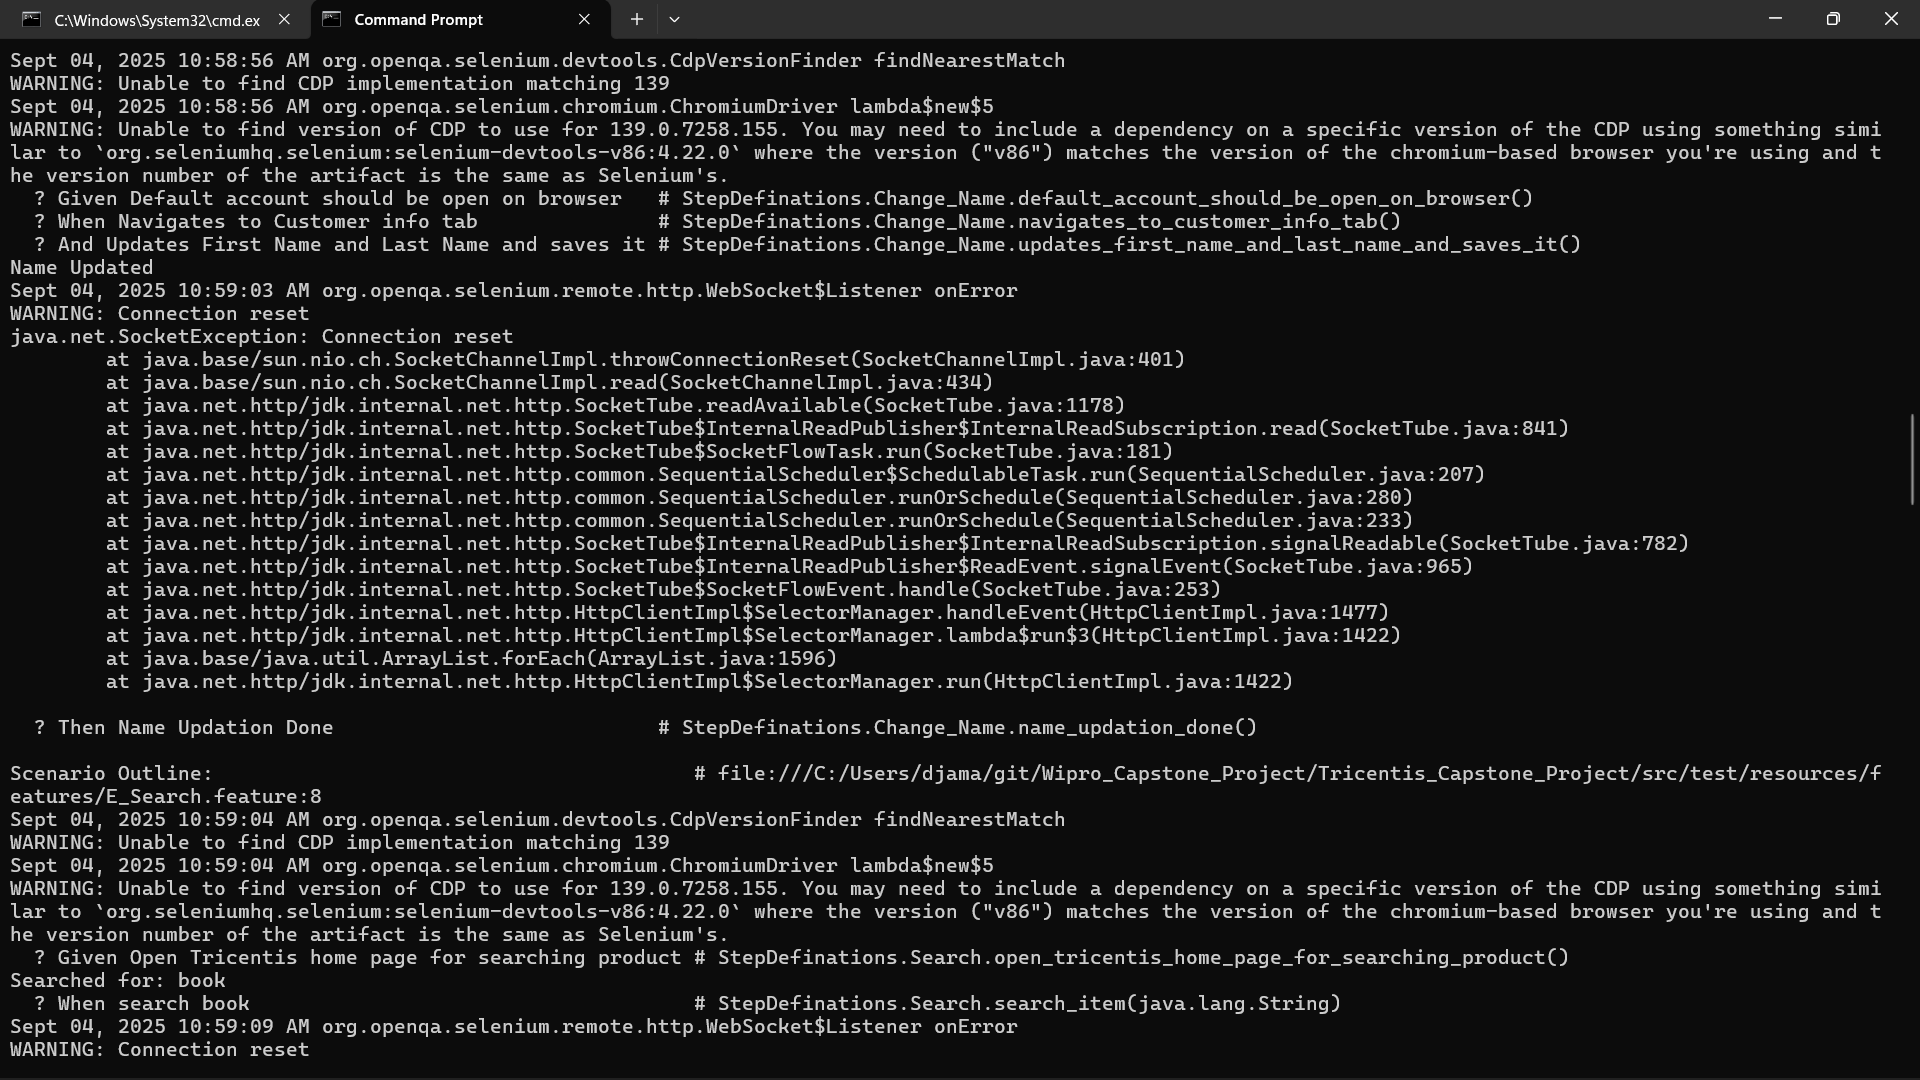 C:\Windows\System32\cmd.ex
Command Prompt
Sept 04, 2025 10:58:56 AM org.openqa.selenium.devtools.CdpVersionFinder findNearestMatch
WARNING: Unable to find CDP implementation matching 139
Sept 04, 2025 10:58:56 AM org.openqa.selenium.chromium.ChromiumDriver lambda$new$5
WARNING: Unable to find version of CDP to use for 139.0.7258.155. You may need to include a dependency on a specific version of the CDP using something simi
lar to `org.seleniumhq.selenium:selenium-devtools-v86:4.22.0` where the version ("v86") matches the version of the chromium-based browser you're using and t
he version number of the artifact is the same as Selenium's.
  ? Given Default account should be open on browser   # StepDefinations.Change_Name.default_account_should_be_open_on_browser()
  ? When Navigates to Customer info tab               # StepDefinations.Change_Name.navigates_to_customer_info_tab()
  ? And Updates First Name and Last Name and saves it # StepDefinations.Change_Name.updates_first_name_and_last_name_and_saves_it()
Name Updated
Sept 04, 2025 10:59:03 AM org.openqa.selenium.remote.http.WebSocket$Listener onError
WARNING: Connection reset
java.net.SocketException: Connection reset
        at java.base/sun.nio.ch.SocketChannelImpl.throwConnectionReset(SocketChannelImpl.java:401)
        at java.base/sun.nio.ch.SocketChannelImpl.read(SocketChannelImpl.java:434)
        at java.net.http/jdk.internal.net.http.SocketTube.readAvailable(SocketTube.java:1178)
        at java.net.http/jdk.internal.net.http.SocketTube$InternalReadPublisher$InternalReadSubscription.read(SocketTube.java:841)
        at java.net.http/jdk.internal.net.http.SocketTube$SocketFlowTask.run(SocketTube.java:181)
        at java.net.http/jdk.internal.net.http.common.SequentialScheduler$SchedulableTask.run(SequentialScheduler.java:207)
        at java.net.http/jdk.internal.net.http.common.SequentialScheduler.runOrSchedule(SequentialScheduler.java:280)
        at java.net.http/jdk.internal.net.http.common.SequentialScheduler.runOrSchedule(SequentialScheduler.java:233)
        at java.net.http/jdk.internal.net.http.SocketTube$InternalReadPublisher$InternalReadSubscription.signalReadable(SocketTube.java:782)
        at java.net.http/jdk.internal.net.http.SocketTube$InternalReadPublisher$ReadEvent.signalEvent(SocketTube.java:965)
        at java.net.http/jdk.internal.net.http.SocketTube$SocketFlowEvent.handle(SocketTube.java:253)
        at java.net.http/jdk.internal.net.http.HttpClientImpl$SelectorManager.handleEvent(HttpClientImpl.java:1477)
        at java.net.http/jdk.internal.net.http.HttpClientImpl$SelectorManager.lambda$run$3(HttpClientImpl.java:1422)
        at java.base/java.util.ArrayList.forEach(ArrayList.java:1596)
        at java.net.http/jdk.internal.net.http.HttpClientImpl$SelectorManager.run(HttpClientImpl.java:1422)
  ? Then Name Updation Done                           # StepDefinations.Change_Name.name_updation_done()
Scenario Outline:                                        # file:///C:/Users/djama/git/Wipro_Capstone_Project/Tricentis_Capstone_Project/src/test/resources/f
eatures/E_Search.feature:8
Sept 04, 2025 10:59:04 AM org.openqa.selenium.devtools.CdpVersionFinder findNearestMatch
WARNING: Unable to find CDP implementation matching 139
Sept 04, 2025 10:59:04 AM org.openqa.selenium.chromium.ChromiumDriver lambda$new$5
WARNING: Unable to find version of CDP to use for 139.0.7258.155. You may need to include a dependency on a specific version of the CDP using something simi
lar to `org.seleniumhq.selenium:selenium-devtools-v86:4.22.0` where the version ("v86") matches the version of the chromium-based browser you're using and t
he version number of the artifact is the same as Selenium's.
  ? Given Open Tricentis home page for searching product # StepDefinations.Search.open_tricentis_home_page_for_searching_product()
Searched for: book
  ? When search book                                     # StepDefinations.Search.search_item(java.lang.String)
Sept 04, 2025 10:59:09 AM org.openqa.selenium.remote.http.WebSocket$Listener onError
WARNING: Connection reset